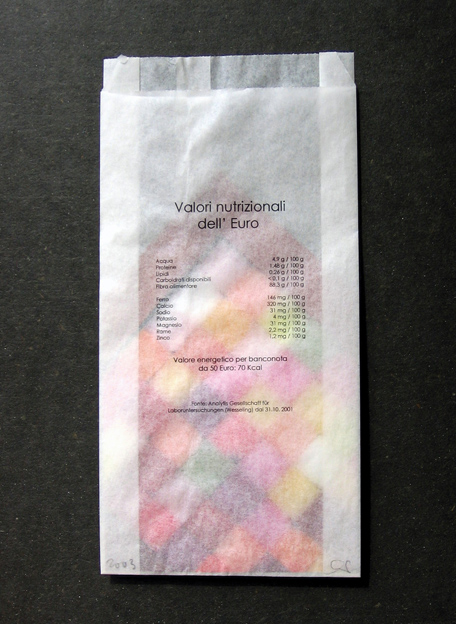 Valori nutrizionali
dell' Euro
Acqua 4,9 g / 100 g
Proteine 1,48 g / 100 g
Lipidi 0,26 g / 100 g
Carboidrati disponibili <0,1 g / 100 g
Fibra alimentare 88,3 g / 100 g
Ferro 146 mg / 100 g
Calcio 320 mg / 100 g
Sodio 31 mg / 100 g
Potassio 4 mg / 100 g
Magnesio 31 mg / 100 g
Rame 2,2 mg / 100 g
Zinco 1,2 mg / 100 g
Valore energetico per banconota
da 50 Euro: 70 Kcal
Fonte: Analytis Gesellschaft für
Laboruntersuchungen (Wesseling) dal 31.10. 2001
2003